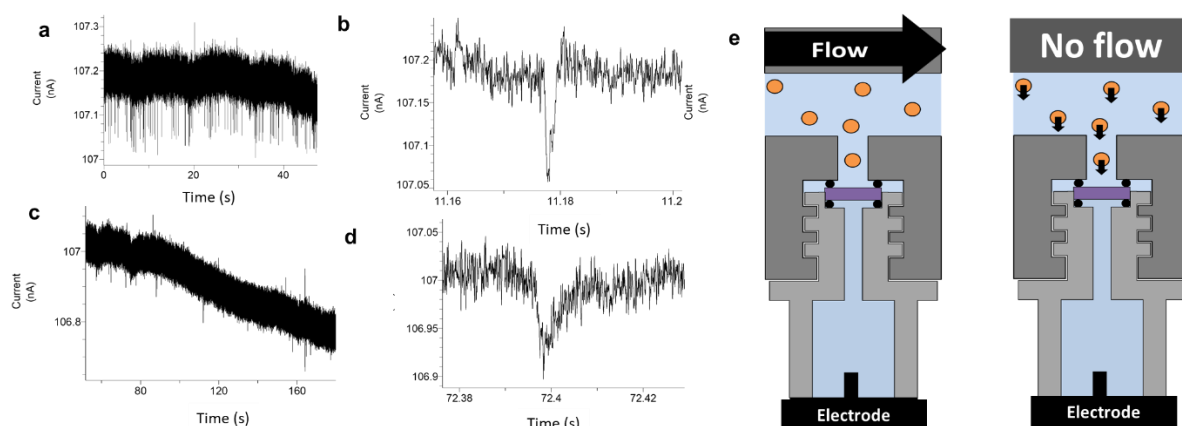 a
107.3
107.2
107.1
107
Current
(nA)
0
20
40
Time (s)
b
107.2
107.15
107.1
107.05
Current
(nA)
11.16
11.18
11.2
Time (s)
c
107
106.8
Current
(nA)
80
120
160
Time (s)
d
107.05
107
106.95
106.9
Current
(nA)
72.38
72.4
72.42
Time (s)
e
Flow
No flow
Electrode
Electrode